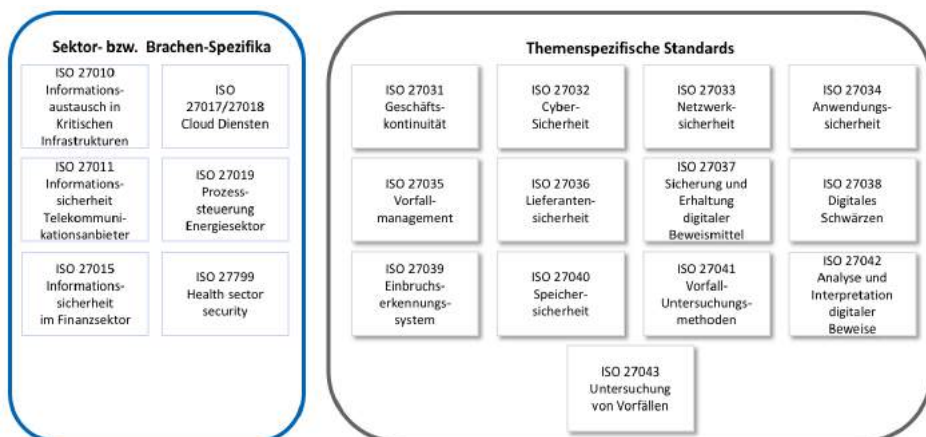 Sektor- bzw. Brachen-Spezifika
ISO 27010
Informations-
austausch in
Kritischen
Infrastrukturen
ISO
27017/27018
Cloud Diensten
ISO 27011
Informations-
sicherheit
Telekommuni-
kationsanbieter
ISO 27019
Prozess-
steuerung
Energiesektor
ISO 27015
Informations-
sicherheit
im Finanzsektor
ISO 27799
Health sector
security
Themenspezifische Standards
ISO 27031
Geschäfts-
kontinuität
ISO 27032
Cyber-
Sicherheit
ISO 27033
Netzwerk-
sicherheit
ISO 27034
Anwendungs-
sicherheit
ISO 27035
Vorfall-
management
ISO 27036
Lieferanten-
sicherheit
ISO 27037
Sicherung und
Erhaltung
digitaler
Beweismittel
ISO 27038
Digitales
Schwärzen
ISO 27039
Einbruchs-
erkennungs-
system
ISO 27040
Speicher-
sicherheit
ISO 27041
Vorfall-
Untersuchungs-
methoden
ISO 27042
Analyse und
Interpretation
digitaler
Beweise
ISO 27043
Untersuchung
von Vorfällen